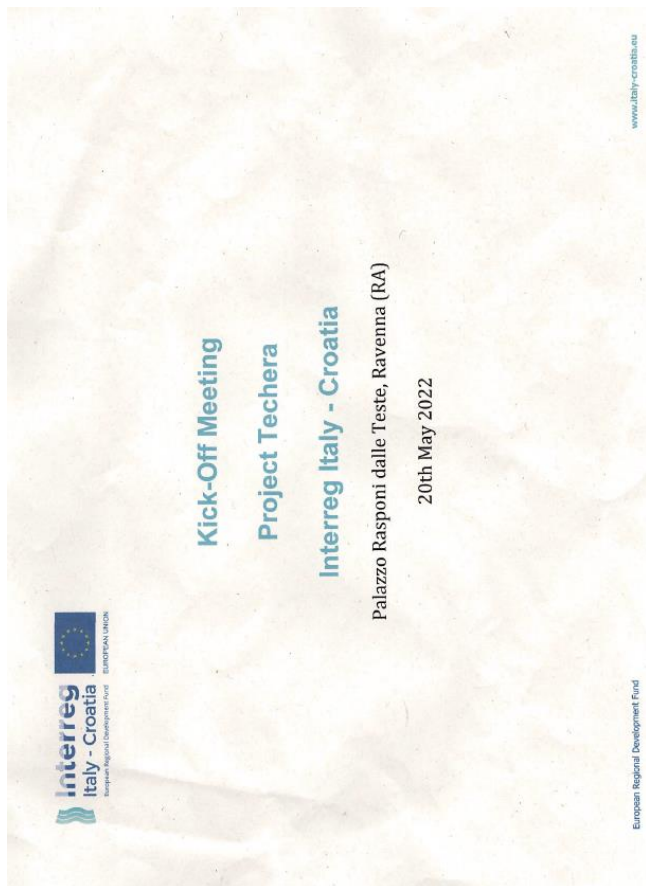 Interreg
Italy - Croatia
European Regional Development Fund
EUROPEAN UNION
Kick-Off Meeting
Project Techera
Interreg Italy - Croatia
Palazzo Rasponi dalle Teste, Ravenna (RA)
20th May 2022
European Regional Development Fund
www.italy-croatia.eu